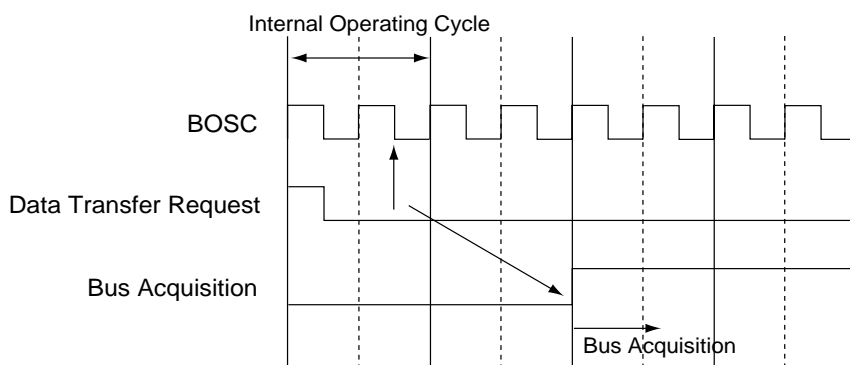 Internal Operating Cycle
BOSC
Data Transfer Request
Bus Acquisition
Bus Acquisition